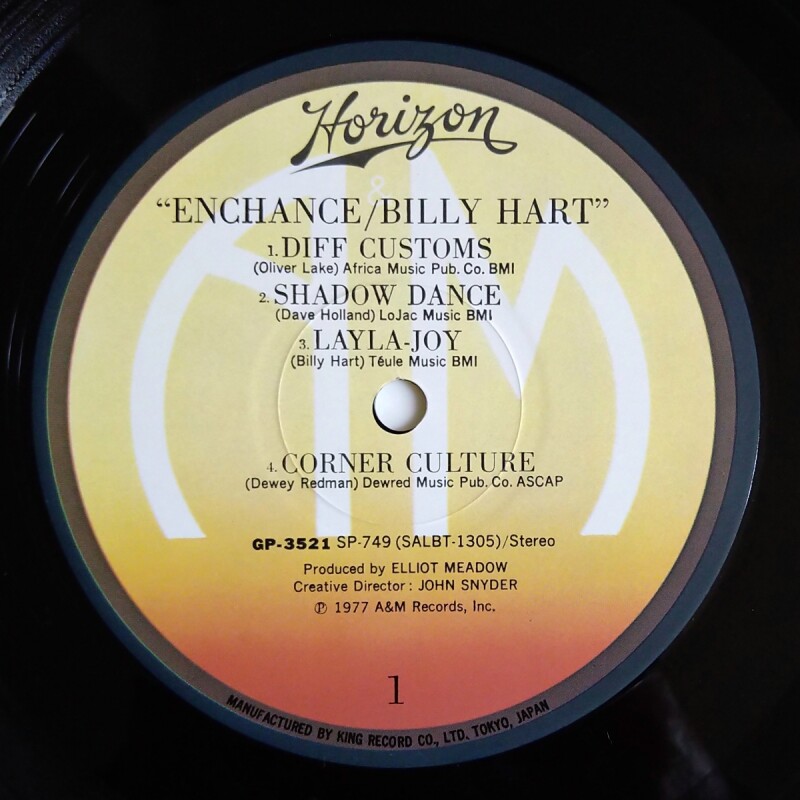 Horizon
&
AM
“ENCHANCE/BILLY HART”
1. DIFF CUSTOMS
(Oliver Lake) Africa Music Pub. Co. BMI
2. SHADOW DANCE
(Dave Holland) LoJac Music BMI
3. LAYLA-JOY
(Billy Hart) Téule Music BMI
4. CORNER CULTURE
(Dewey Redman) Dewred Music Pub. Co. ASCAP
GP-3521 SP-749 (SALBT-1305)/Stereo
Produced by ELLIOT MEADOW
Creative Director: JOHN SNYDER
℗ 1977 A&M Records, Inc.
1
MANUFACTURED BY KING RECORD CO., LTD. TOKYO, JAPAN